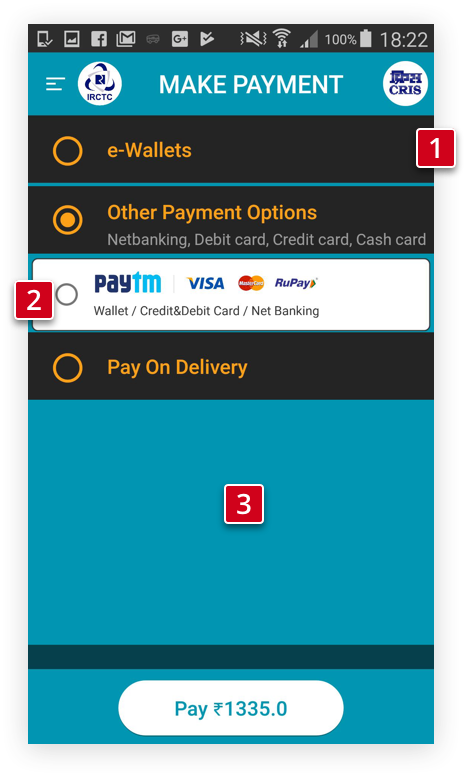 100% 18:22
IRCTC
MAKE PAYMENT
CRIS
e-Wallets
1
Other Payment Options
Netbanking, Debit card, Credit card, Cash card
2
paytm VISA MasterCard RuPay
Wallet / Credit&Debit Card / Net Banking
Pay On Delivery
3
Pay ₹1335.0